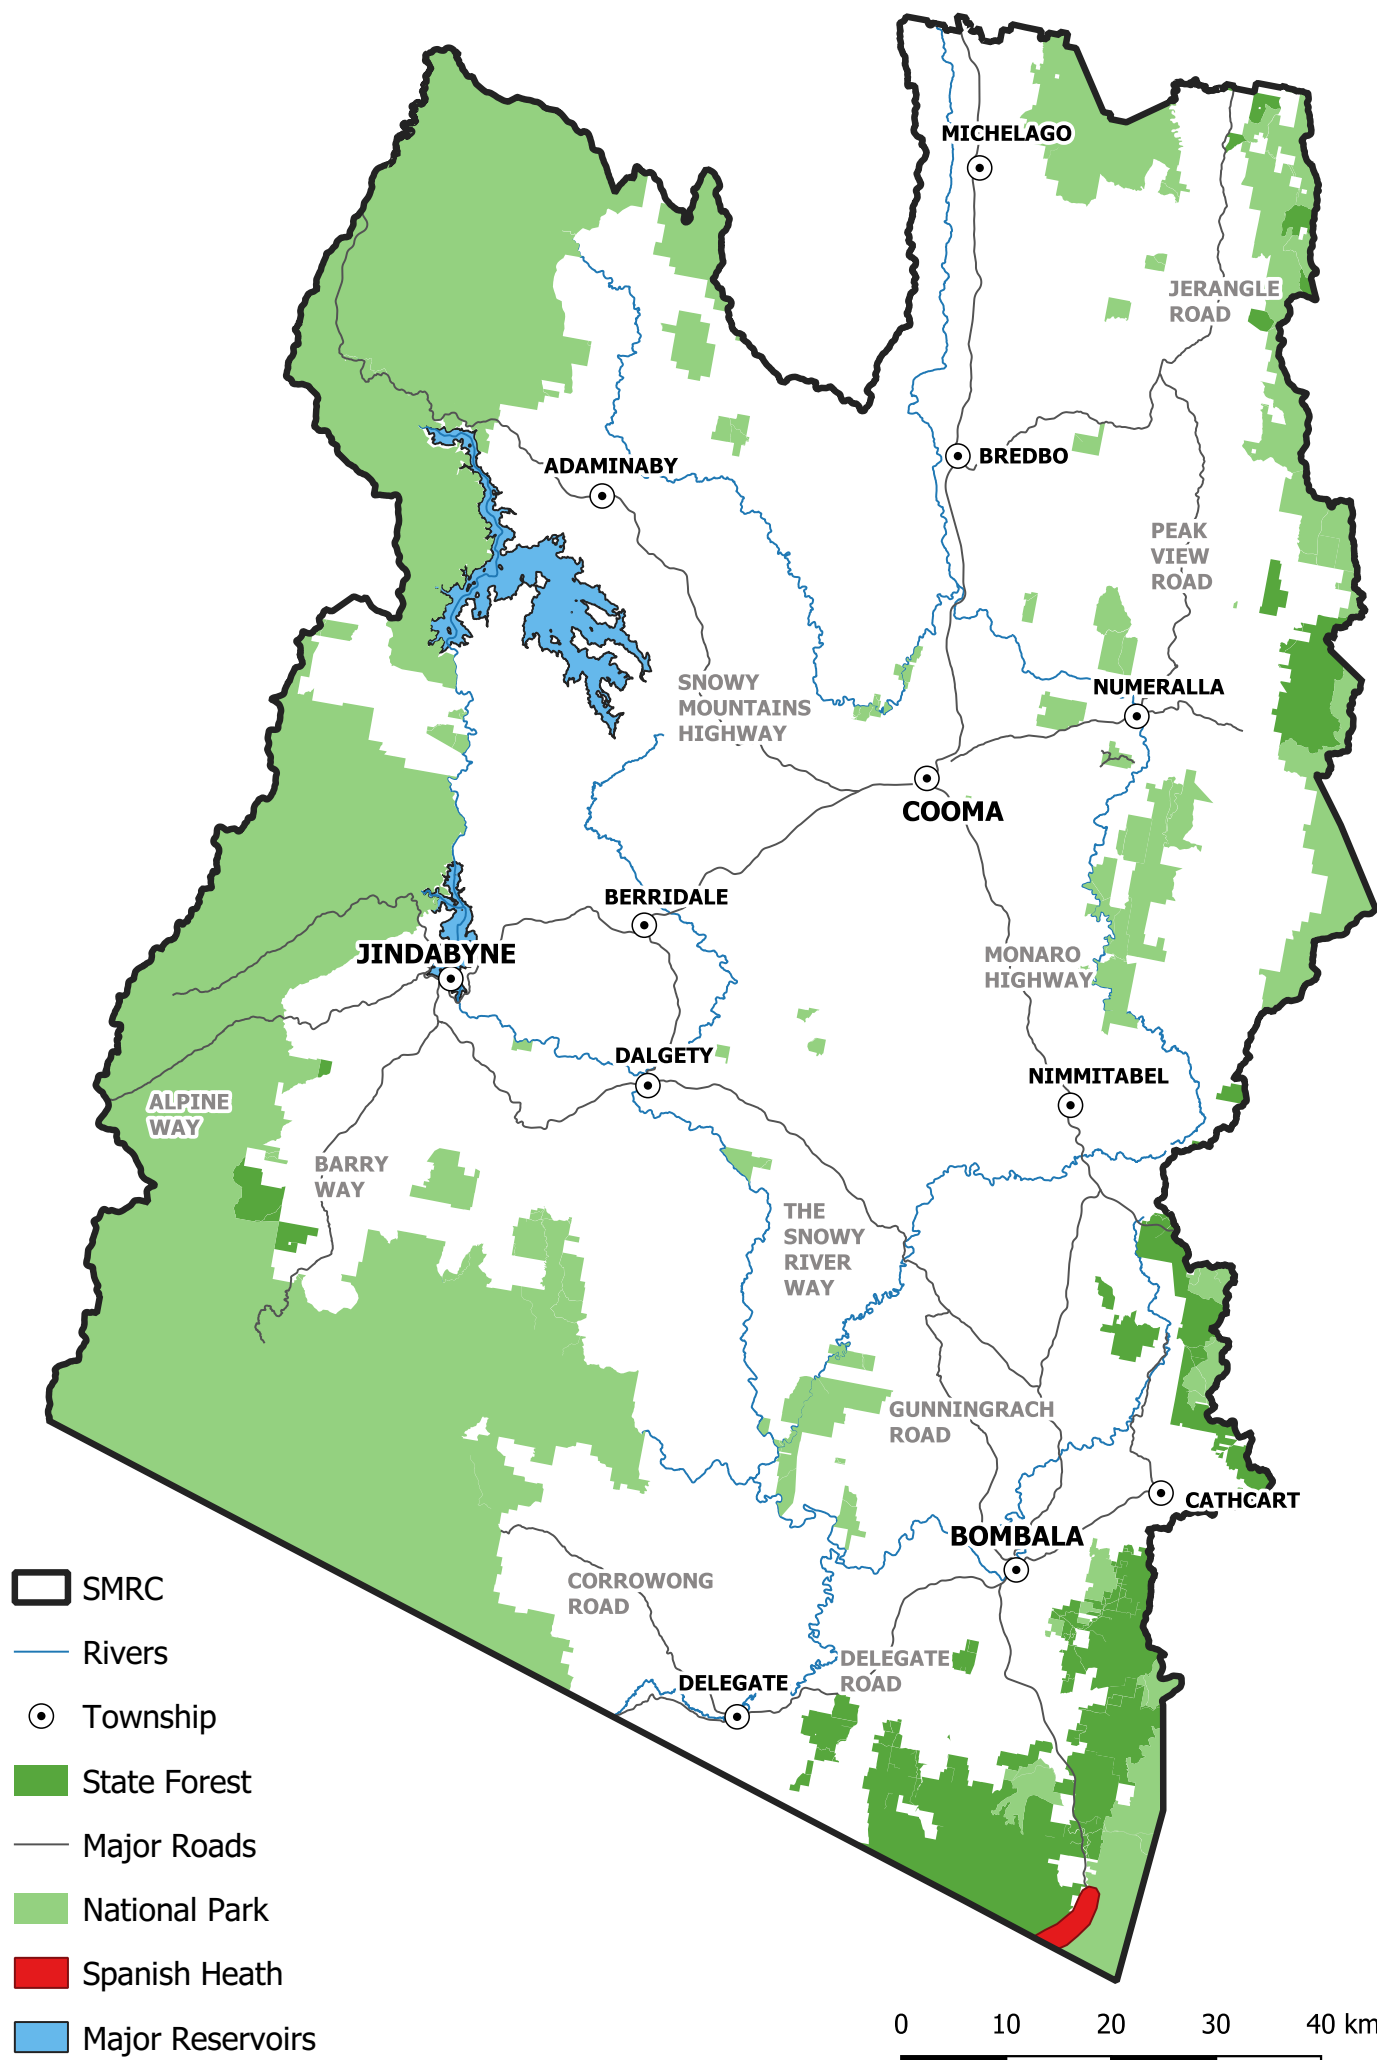 MICHELAGO
JERANGLE
ROAD
ADAMINABY
BREDBO
PEAK
VIEW
ROAD
SNOWY
MOUNTAINS
HIGHWAY
NUMERALLA
COOMA
BERRIDALE
JINDABYNE
MONARO
HIGHWAY
DALGETY
NIMMITABEL
ALPINE
WAY
BARRY
WAY
THE
SNOWY
RIVER
WAY
GUNNINGRACH
ROAD
CATHCART
BOMBALA
CORROWONG
ROAD
DELEGATE
ROAD
DELEGATE
SMRC
Rivers
Township
State Forest
Major Roads
National Park
Spanish Heath
Major Reservoirs
0 10 20 30 40 km